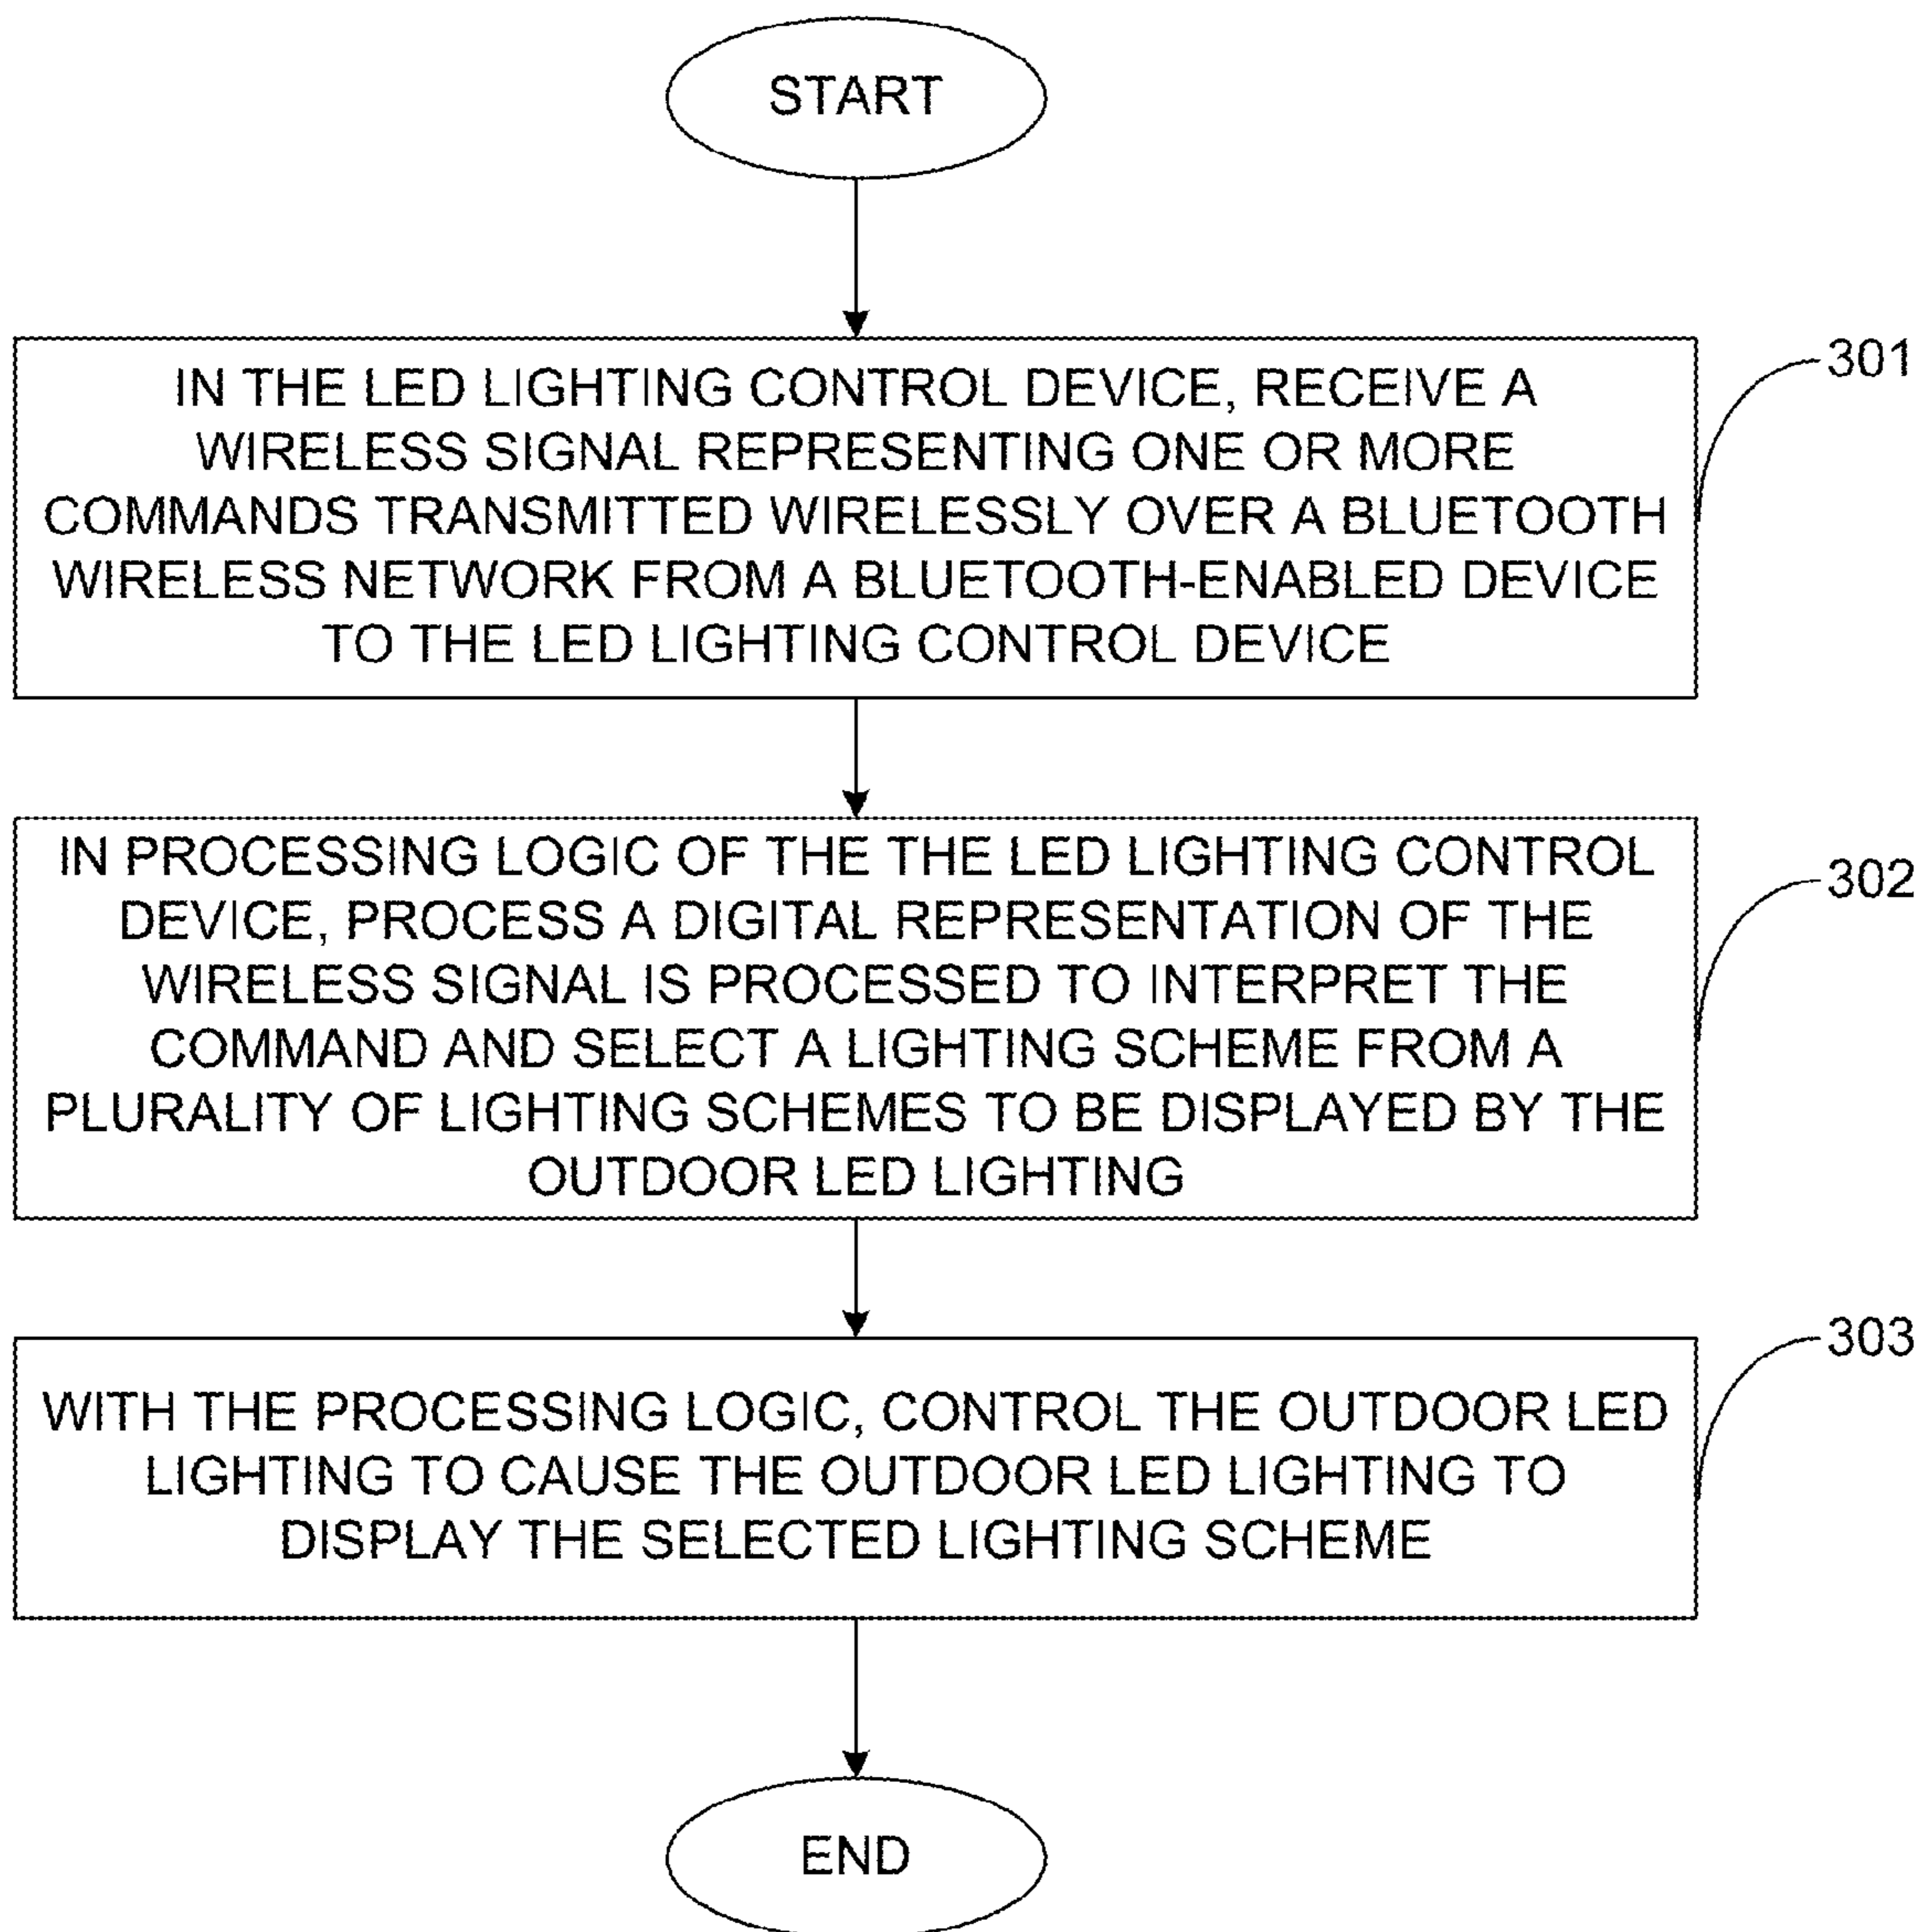 START
IN THE LED LIGHTING CONTROL DEVICE, RECEIVE A
WIRELESS SIGNAL REPRESENTING ONE OR MORE
COMMANDS TRANSMITTED WIRELESSLY OVER A BLUETOOTH
WIRELESS NETWORK FROM A BLUETOOTH-ENABLED DEVICE
TO THE LED LIGHTING CONTROL DEVICE
301
IN PROCESSING LOGIC OF THE THE LED LIGHTING CONTROL
DEVICE, PROCESS A DIGITAL REPRESENTATION OF THE
WIRELESS SIGNAL IS PROCESSED TO INTERPRET THE
COMMAND AND SELECT A LIGHTING SCHEME FROM A
PLURALITY OF LIGHTING SCHEMES TO BE DISPLAYED BY THE
OUTDOOR LED LIGHTING
302
WITH THE PROCESSING LOGIC, CONTROL THE OUTDOOR LED
LIGHTING TO CAUSE THE OUTDOOR LED LIGHTING TO
DISPLAY THE SELECTED LIGHTING SCHEME
303
END